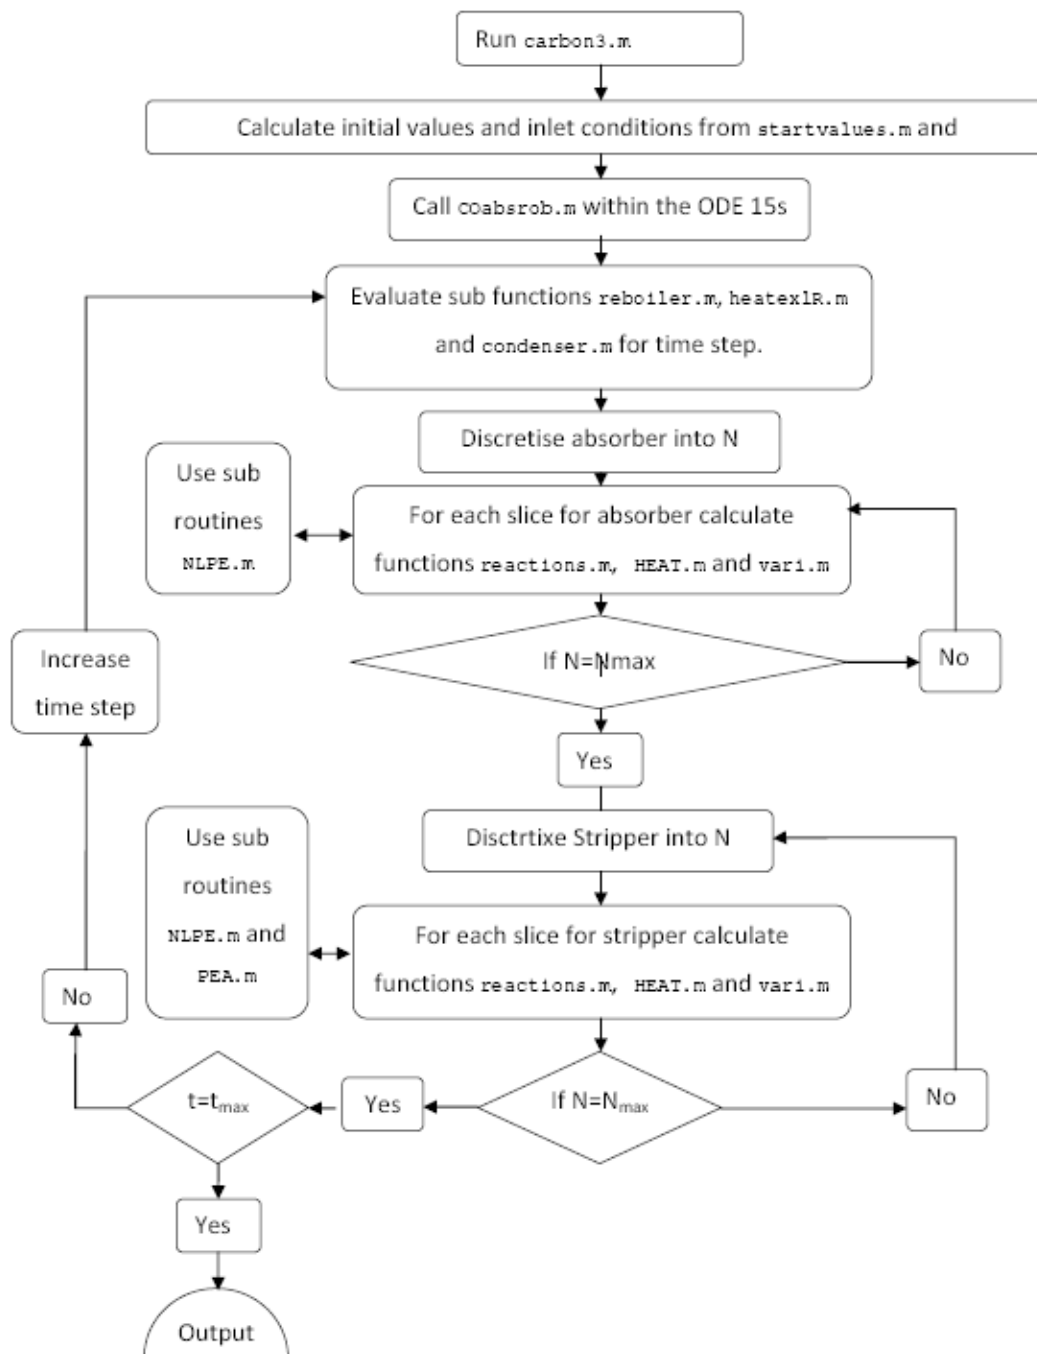 Run carbon3.m
Calculate initial values and inlet conditions from startvalues.m and
Call COabsrob.m within the ODE 15s
Evaluate sub functions reboiler.m, heatex1R.m
and condenser.m for time step.
Discretise absorber into N
Use sub
routines
NLPE.m
For each slice for absorber calculate
functions reactions.m, HEAT.m and vari.m
If N=Nmax
No
Increase
time step
Yes
Disctrtixe Stripper into N
Use sub
routines
NLPE.m and
PEA.m
For each slice for stripper calculate
functions reactions.m, HEAT.m and vari.m
No
t=tmax
Yes
If N=Nmax
No
Yes
Output